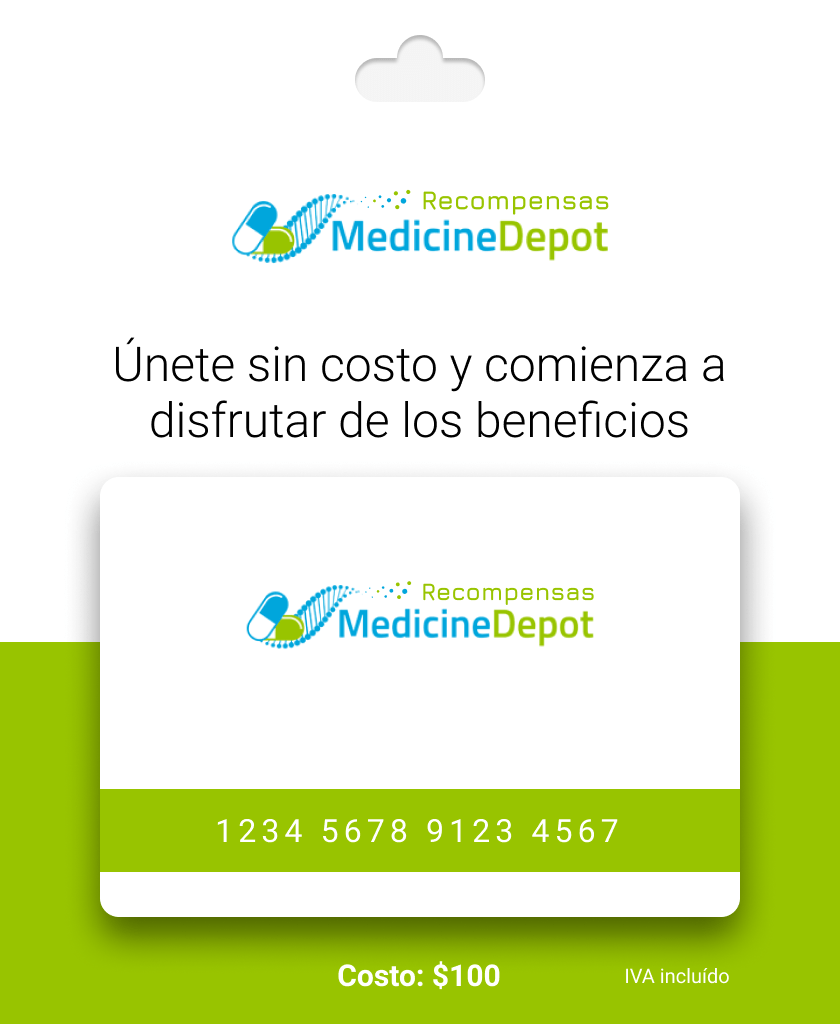 Recompensas
MedicineDepot
Únete sin costo y comienza a
disfrutar de los beneficios
Recompensas
MedicineDepot
1234 5678 9123 4567
Costo: $100
IVA incluído